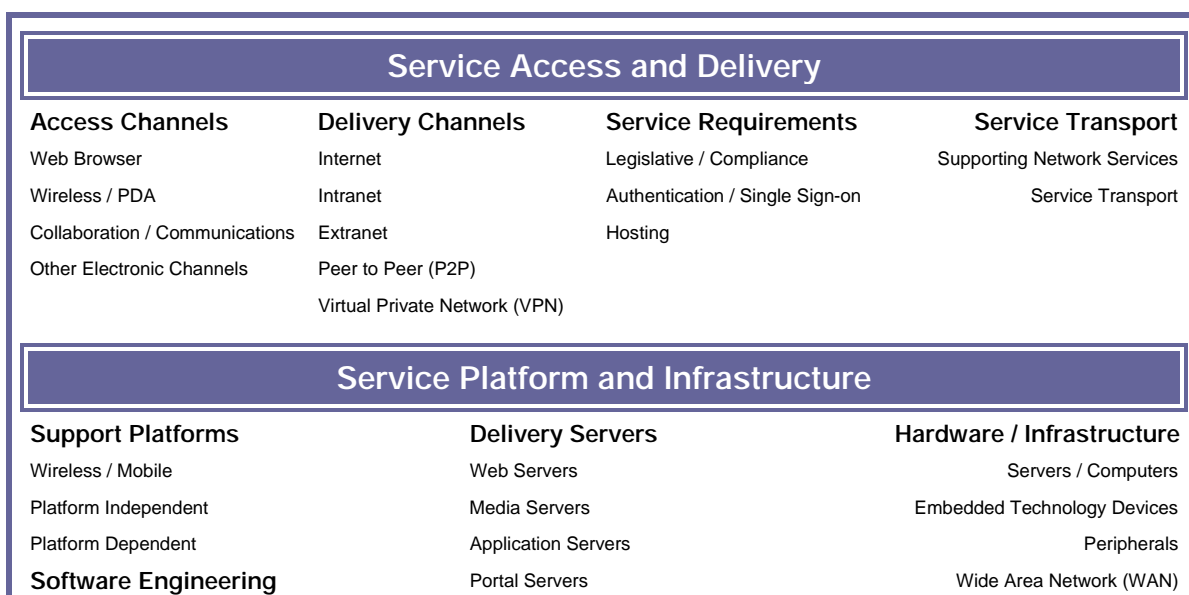 Service Access and Delivery
Access Channels
Web Browser
Wireless / PDA
Collaboration / Communications
Other Electronic Channels
Delivery Channels
Internet
Intranet
Extranet
Peer to Peer (P2P)
Virtual Private Network (VPN)
Service Requirements
Legislative / Compliance
Authentication / Single Sign-on
Hosting
Service Transport
Supporting Network Services
Service Transport
Service Platform and Infrastructure
Support Platforms
Wireless / Mobile
Platform Independent
Platform Dependent
Software Engineering
Delivery Servers
Web Servers
Media Servers
Application Servers
Portal Servers
Hardware / Infrastructure
Servers / Computers
Embedded Technology Devices
Peripherals
Wide Area Network (WAN)